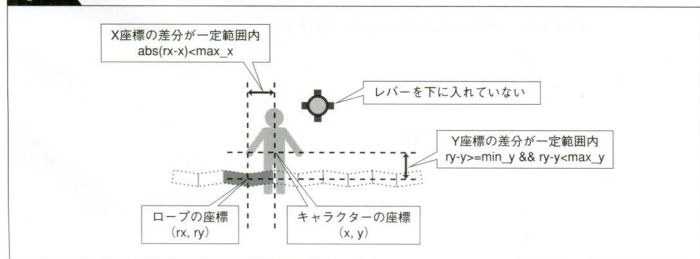 X座標の差分が一定範囲内
abs(rx-x)<max_x
レバーを下に入れていない
Y座標の差分が一定範囲内
ry-y>=min_y && ry-y<max_y
ロープの座標
(rx, ry)
キャラクターの座標
(x, y)